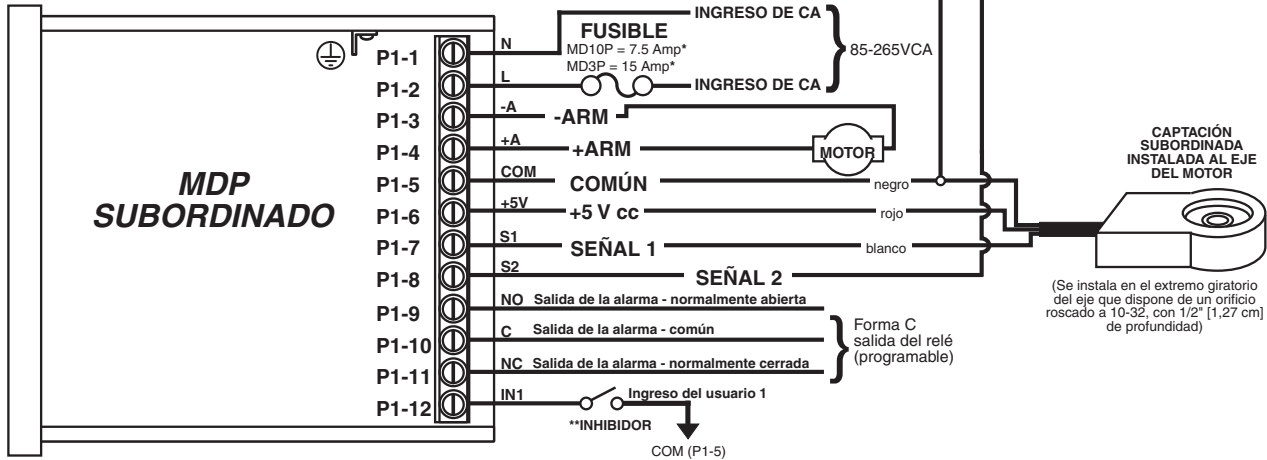 MDP
SUBORDINADO
P1-1
P1-2
P1-3
P1-4
P1-5
P1-6
P1-7
P1-8
P1-9
P1-10
P1-11
P1-12
N
L
-A
+A
COM
+5V
S1
S2
NO
C
NC
IN1
INGRESO DE CA
FUSIBLE
MD10P = 7.5 Amp*
MD3P = 15 Amp*
INGRESO DE CA
85-265VCA
-ARM
+ARM
MOTOR
COMÚN
negro
+5 V cc
rojo
SEÑAL 1
blanco
SEÑAL 2
Salida de la alarma - normalmente abierta
Salida de la alarma - común
Salida de la alarma - normalmente cerrada
Forma C
salida del relé
(programable)
Ingreso del usuario 1
**INHIBIDOR
COM (P1-5)
CAPTACIÓN
SUBORDINADA
INSTALADA AL EJE
DEL MOTOR
(Se instala en el extremo giratorio
del eje que dispone de un orificio
roscado a 10-32, con 1/2" [1,27 cm]
de profundidad)